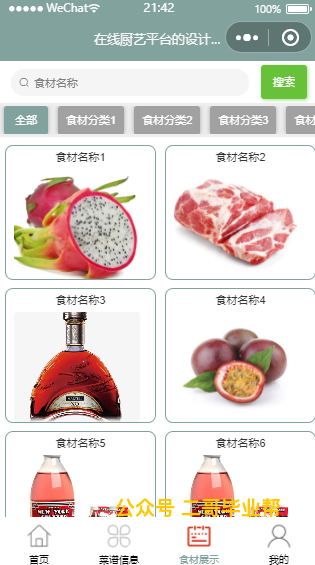 WeChat
21:42
100%
在线厨艺平台的设计...
食材名称
搜索
全部
食材分类1
食材分类2
食材分类3
食材
食材名称1
食材名称2
食材名称3
XO
食材名称4
食材名称5
食材名称6
公众号 二哥毕业帮
首页
菜谱信息
食材展示
我的